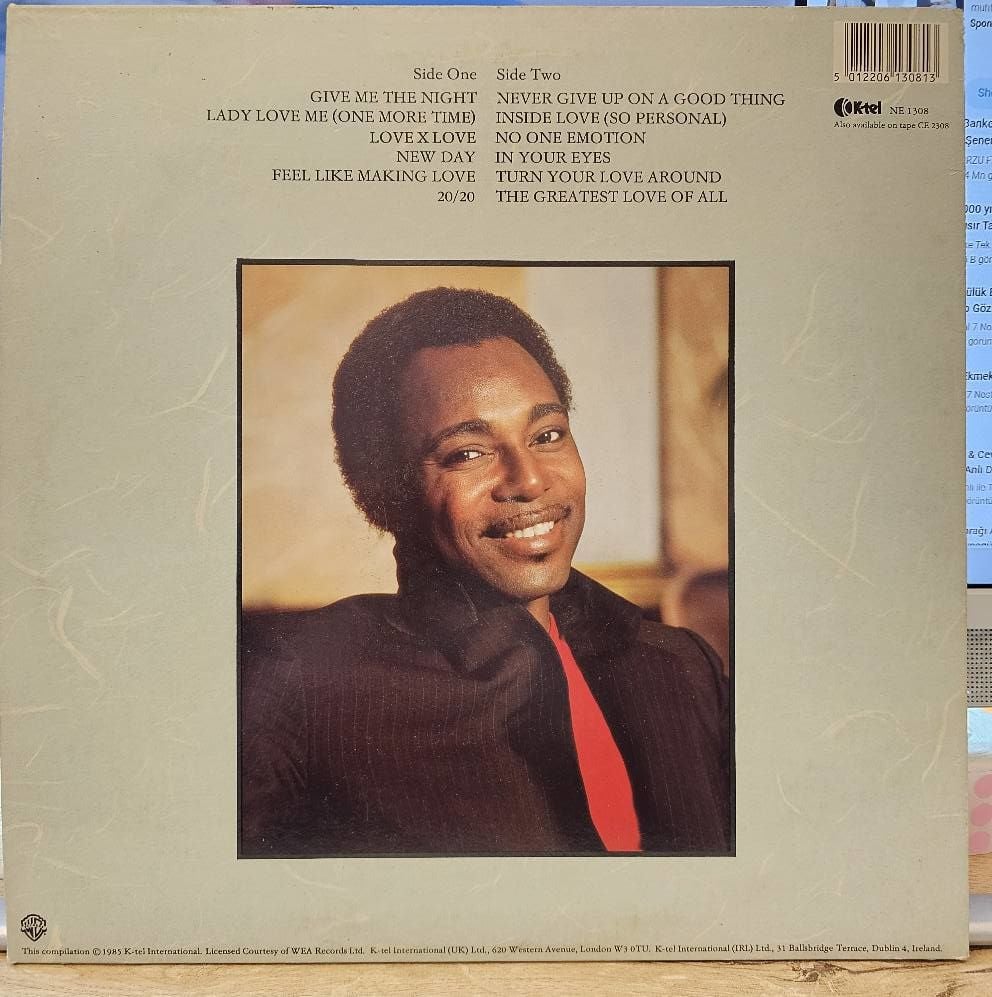 Side One
GIVE ME THE NIGHT
LADY LOVE ME (ONE MORE TIME)
LOVE X LOVE
NEW DAY
FEEL LIKE MAKING LOVE
20/20
Side Two
NEVER GIVE UP ON A GOOD THING
INSIDE LOVE (SO PERSONAL)
NO ONE EMOTION
IN YOUR EYES
TURN YOUR LOVE AROUND
THE GREATEST LOVE OF ALL
5 012206 130813
K-tel NE 1308
Also available on tape CE 2308
This compilation © 1985 K-tel International. Licensed Courtesy of WEA Records Ltd. K-tel International (UK) Ltd., 620 Western Avenue, London W3 0TU. K-tel International (IRL) Ltd., 31 Ballsbridge Terrace, Dublin 4, Ireland.